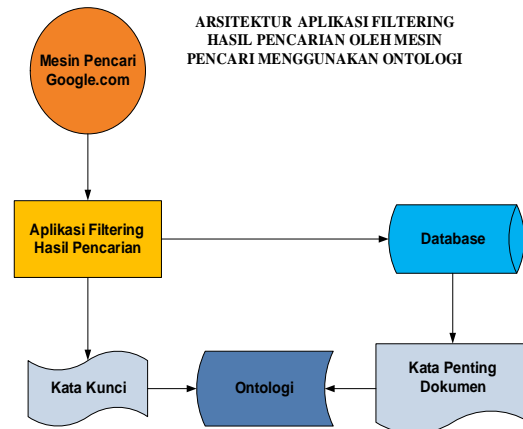 ARSITEKTUR APLIKASI FILTERING
HASIL PENCARIAN OLEH MESIN
PENCARI MENGGUNAKAN ONTOLOGI
Mesin Pencari
Google.com
Aplikasi Filtering
Hasil Pencarian
Database
Kata Kunci
Ontologi
Kata Penting
Dokumen